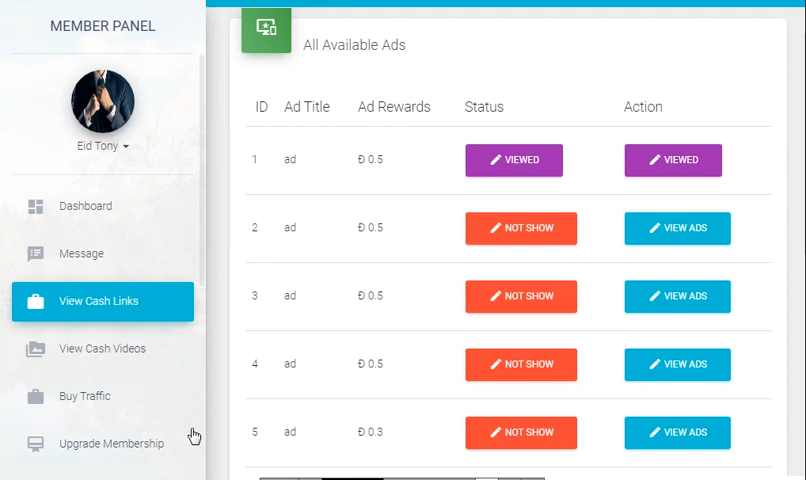 MEMBER PANEL
Eid Tony
Dashboard
Message
View Cash Links
View Cash Videos
Buy Traffic
Upgrade Membership
All Available Ads
ID Ad Title Ad Rewards Status Action
1 ad Ð 0.5 VIEWED VIEWED
2 ad Ð 0.5 NOT SHOW VIEW ADS
3 ad Ð 0.5 NOT SHOW VIEW ADS
4 ad Ð 0.5 NOT SHOW VIEW ADS
5 ad Ð 0.3 NOT SHOW VIEW ADS